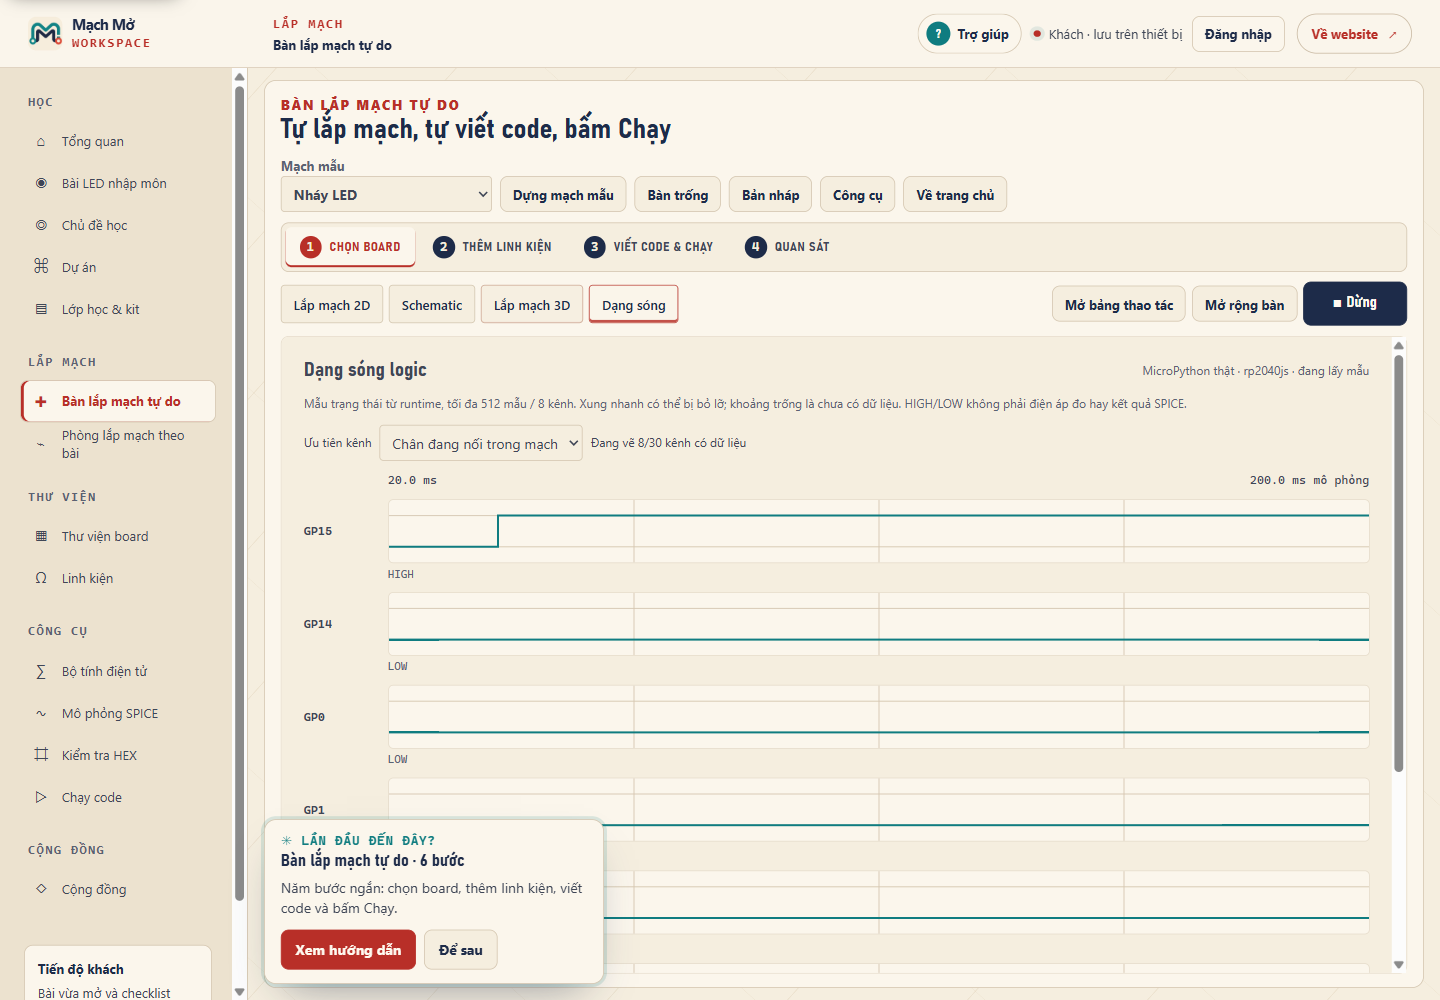 Mạch Mở
WORKSPACE
LẮP MẠCH
Bàn lắp mạch tự do
? Trợ giúp
Khách · lưu trên thiết bị
Đăng nhập
Về website ↗
HỌC
Tổng quan
Bài LED nhập môn
Chủ đề học
Dự án
Lớp học & kit
LẮP MẠCH
Bàn lắp mạch tự do
Phòng lắp mạch theo
bài
THƯ VIỆN
Thư viện board
Linh kiện
CÔNG CỤ
Bộ tính điện tử
Mô phỏng SPICE
Kiểm tra HEX
Chạy code
CỘNG ĐỒNG
Cộng đồng
Tiến độ khách
Bài vừa mở và checklist
BÀN LẮP MẠCH TỰ DO
Tự lắp mạch, tự viết code, bấm Chạy
Mạch mẫu
Nháy LED
Dựng mạch mẫu
Bàn trống
Bản nháp
Công cụ
Về trang chủ
1 CHỌN BOARD
2 THÊM LINH KIỆN
3 VIẾT CODE & CHẠY
4 QUAN SÁT
Lắp mạch 2D
Schematic
Lắp mạch 3D
Dạng sóng
Mở bảng thao tác
Mở rộng bàn
■ Dừng
Dạng sóng logic
MicroPython thật · rp2040js · đang lấy mẫu
Mẫu trạng thái từ runtime, tối đa 512 mẫu / 8 kênh. Xung nhanh có thể bị bỏ lỡ; khoảng trống là chưa có dữ liệu. HIGH/LOW không phải điện áp đo hay kết quả SPICE.
Ưu tiên kênh
Chân đang nối trong mạch
Đang vẽ 8/30 kênh có dữ liệu
20.0 ms
200.0 ms mô phỏng
GP15
HIGH
GP14
LOW
GP0
LOW
GP1
✳ LẦN ĐẦU ĐẾN ĐÂY?
Bàn lắp mạch tự do · 6 bước
Năm bước ngắn: chọn board, thêm linh kiện, viết
code và bấm Chạy.
Xem hướng dẫn
Để sau